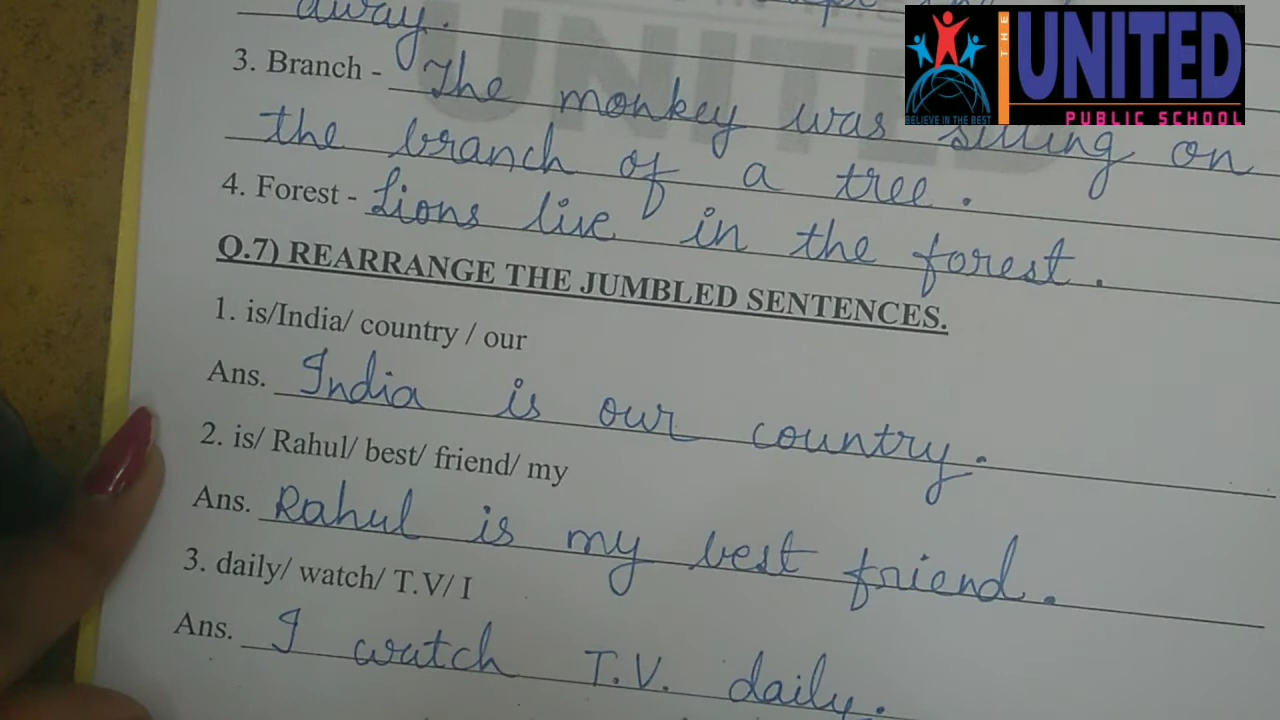 away.
THE UNITED
PUBLIC SCHOOL
BELIEVE IN THE BEST
3. Branch - The monkey was sitting on
the branch of a tree.
4. Forest - Lions live in the forest.
Q.7) REARRANGE THE JUMBLED SENTENCES.
1. is/India/ country / our
Ans. India is our country.
2. is/ Rahul/ best/ friend/ my
Ans. Rahul is my best friend.
3. daily/ watch/ T.V/ I
Ans. I watch T.V. daily.